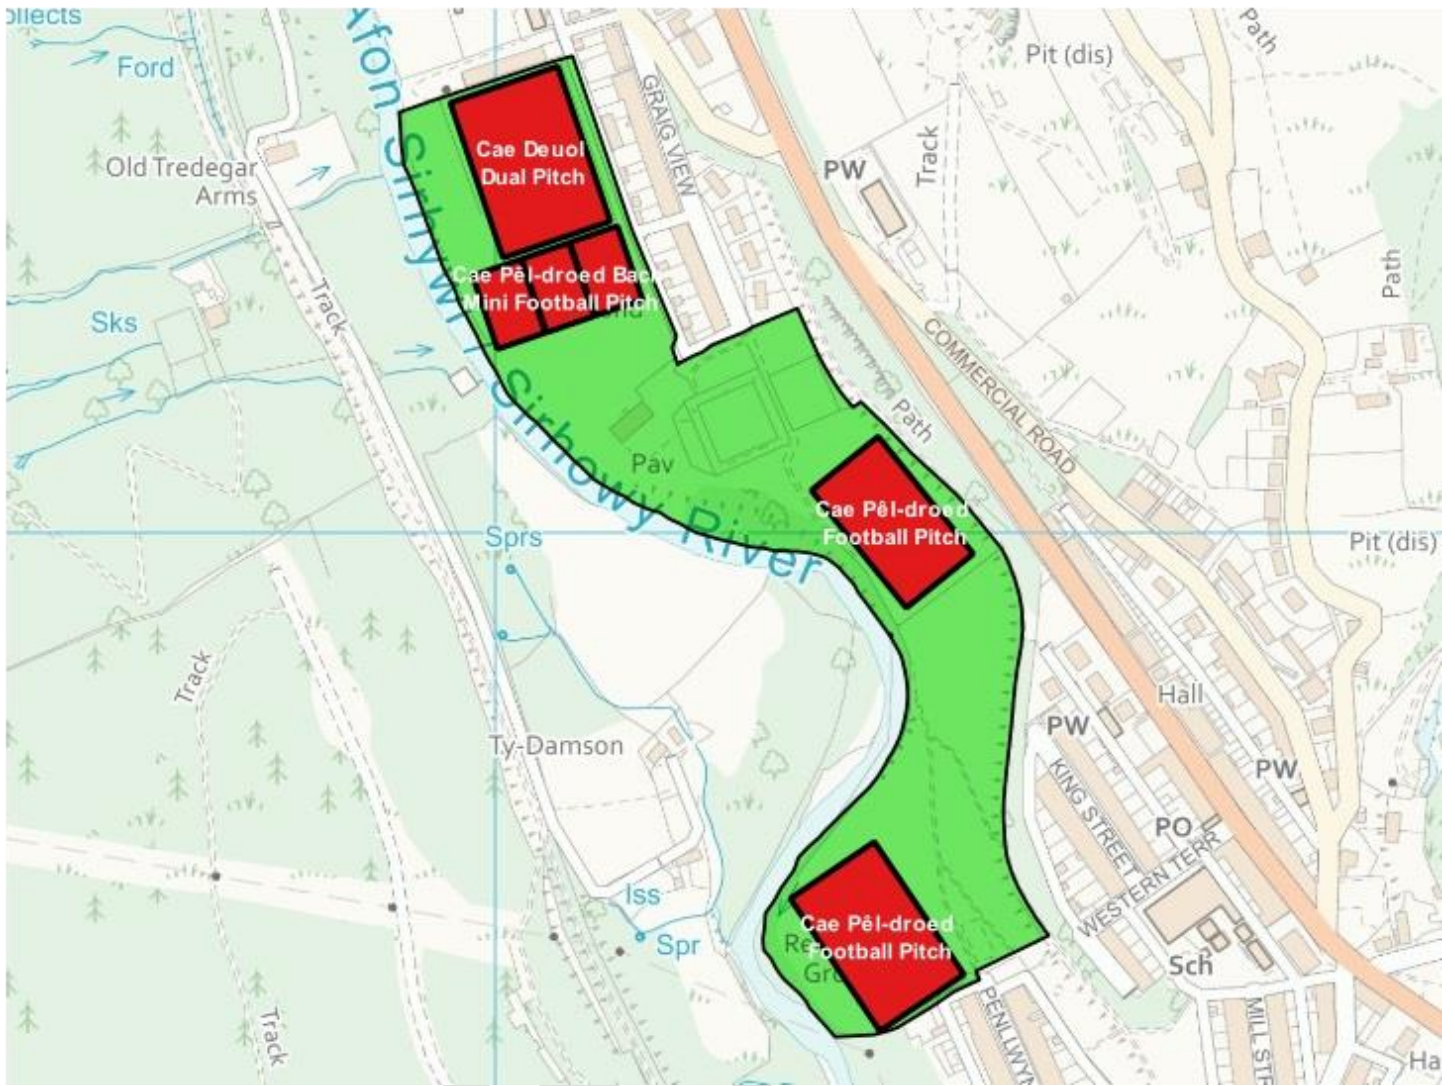 ollects
Ford
Afon Sirhywi
Sirhowy River
Pit (dis)
Path
GRAIG VIEW
Cae Deuol
Dual Pitch
Old Tredegar
Arms
PW
Track
Path
Cae Pêl-droed Bach
Mini Football Pitch
Track
Sks
COMMERCIAL ROAD
Path
Pav
Cae Pêl-droed
Football Pitch
Sprs
Pit (dis)
Track
Hall
Ty-Damson
PW
PW
KING STREET
PO
WESTERN TERR
Iss
Spr
Cae Pêl-droed
Football Pitch
Sch
Track
PENLLWYN
MILL STR
Ha